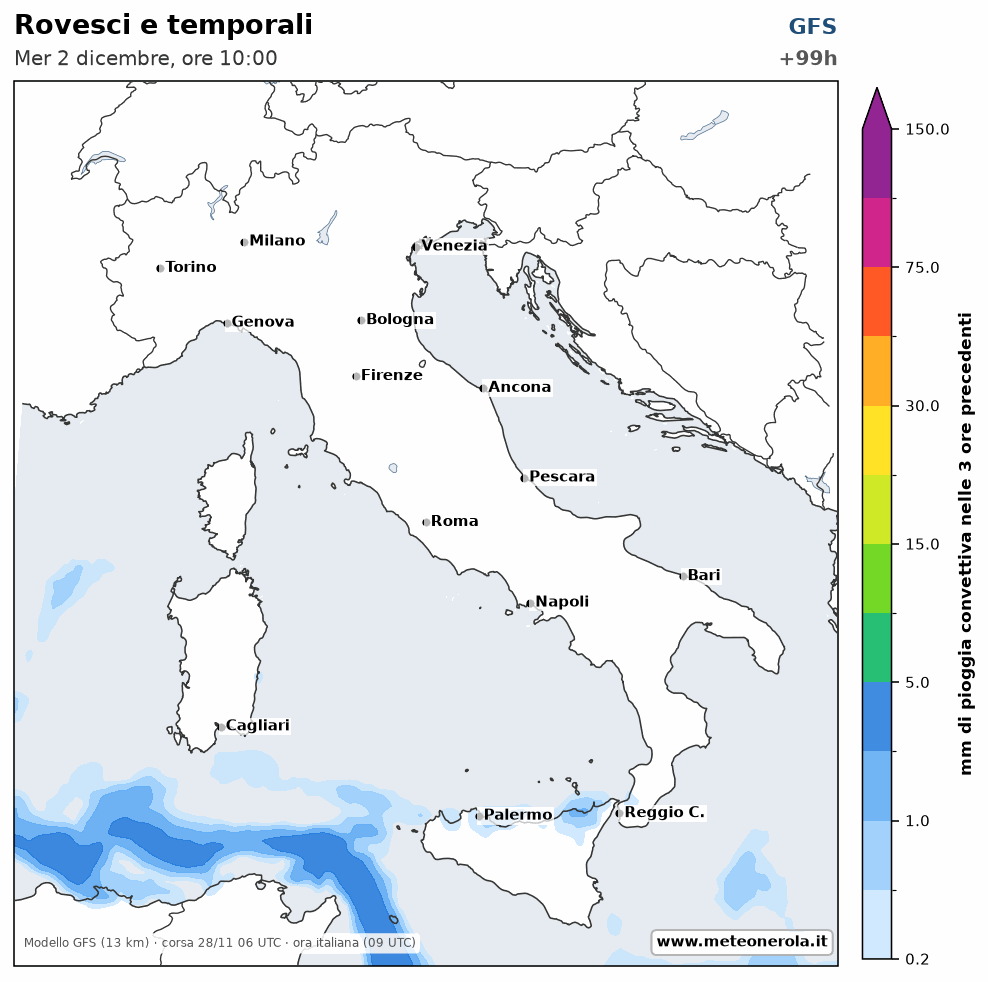 Rovesci e temporali
GFS
Mer 2 dicembre, ore 10:00
+99h
150.0
75.0
30.0
15.0
5.0
1.0
0.2
mm di pioggia convettiva nelle 3 ore precedenti
Milano
Venezia
Torino
Genova
Bologna
Firenze
Ancona
Pescara
Roma
Bari
Napoli
Cagliari
Palermo
Reggio C.
Modello GFS (13 km) · corsa 28/11 06 UTC · ora italiana (09 UTC)
www.meteonerola.it